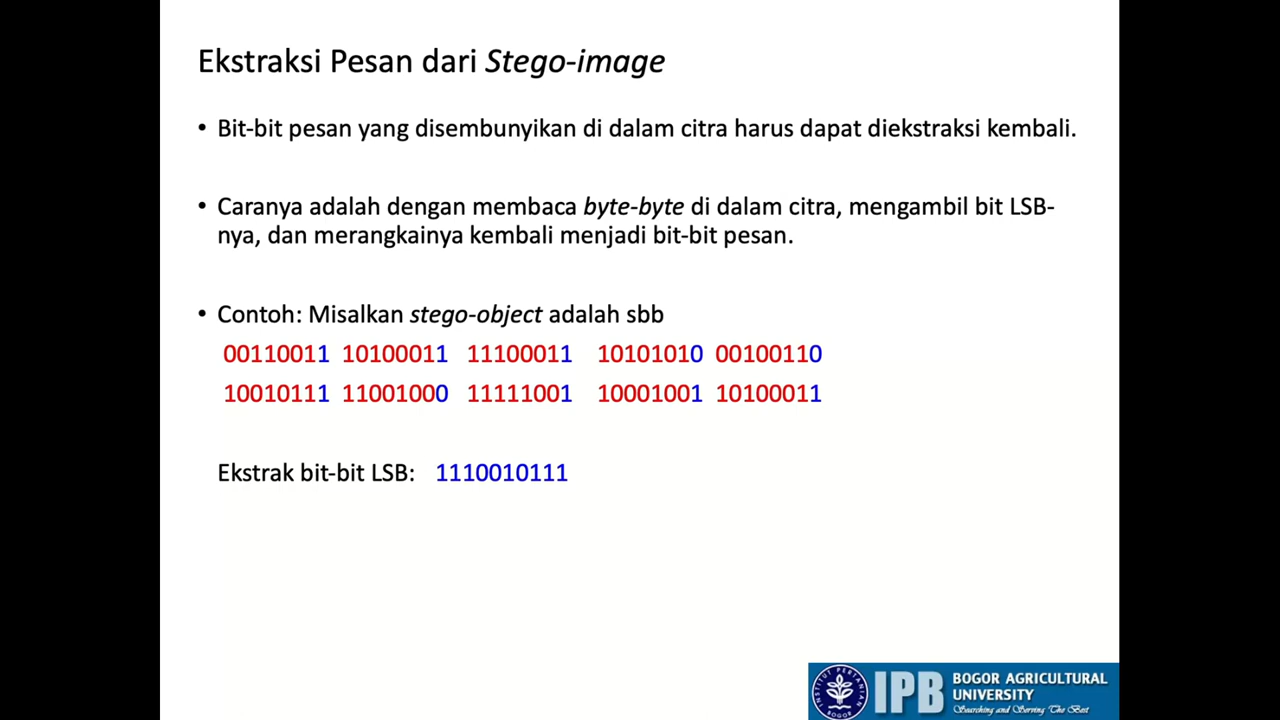 Ekstraksi Pesan dari Stego-image
• Bit-bit pesan yang disembunyikan di dalam citra harus dapat diekstraksi kembali.
• Caranya adalah dengan membaca byte-byte di dalam citra, mengambil bit LSB-
nya, dan merangkainya kembali menjadi bit-bit pesan.
• Contoh: Misalkan stego-object adalah sbb
00110011 10100011 11100011 10101010 00100110
10010111 11001000 11111001 10001001 10100011
Ekstrak bit-bit LSB: 1110010111
INSTITUT PERTANIAN
BOGOR
IPB
BOGOR AGRICULTURAL
UNIVERSITY
Searching and Serving The Best